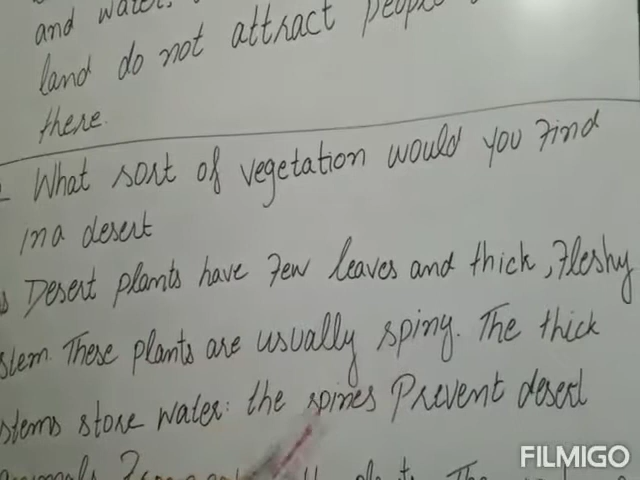 and water.
land do not attract people
there.
What sort of vegetation would you find
in a desert
Desert plants have few leaves and thick, fleshy
stem. These plants are usually spiny. The thick
stems store water: the spines Prevent desert
The
FILMIGO